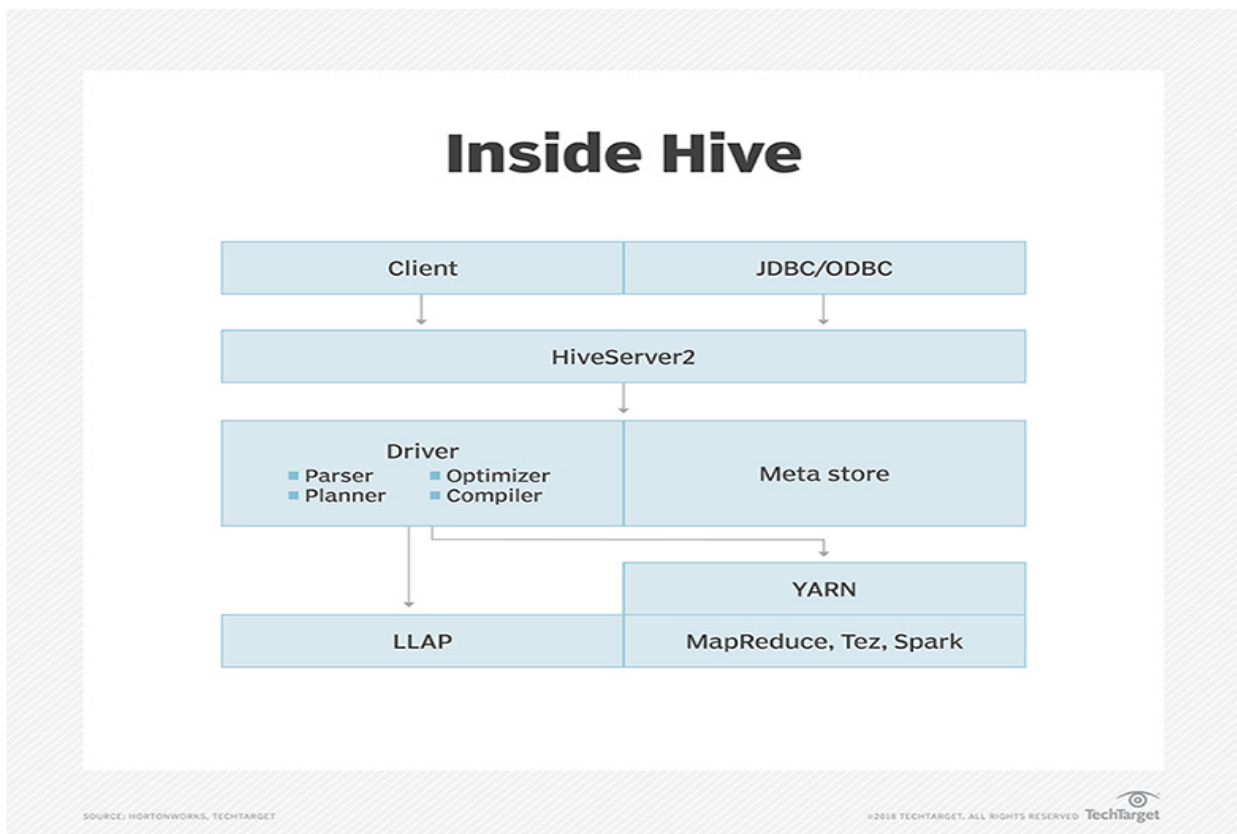 Inside Hive
Client
JDBC/ODBC
HiveServer2
Driver
Parser
Optimizer
Planner
Compiler
Meta store
YARN
LLAP
MapReduce, Tez, Spark
SOURCE: HORTONWORKS, TECHTARGET
©2018 TECHTARGET. ALL RIGHTS RESERVED
TechTarget